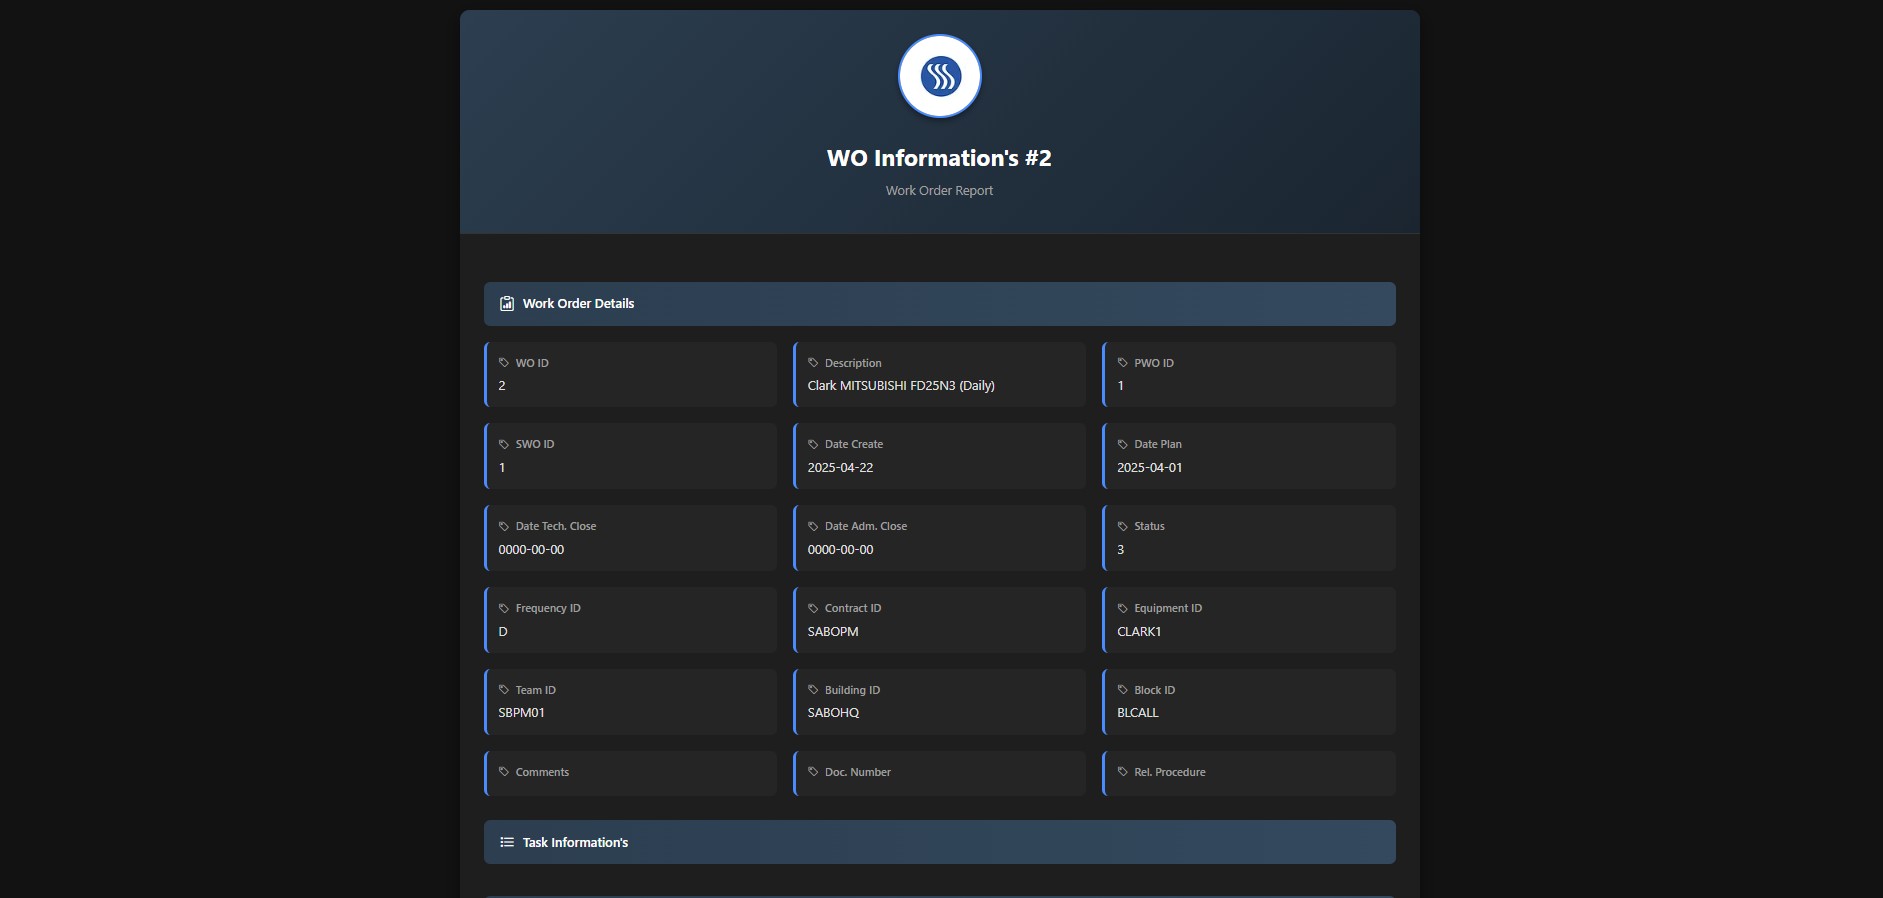 WO Information's #2
Work Order Report
Work Order Details
WO ID
2
Description
Clark MITSUBISHI FD25N3 (Daily)
PWO ID
1
SWO ID
1
Date Create
2025-04-22
Date Plan
2025-04-01
Date Tech. Close
0000-00-00
Date Adm. Close
0000-00-00
Status
3
Frequency ID
D
Contract ID
SABOPM
Equipment ID
CLARK1
Team ID
SBPM01
Building ID
SABOHQ
Block ID
BLCALL
Comments
Doc. Number
Rel. Procedure
Task Information's